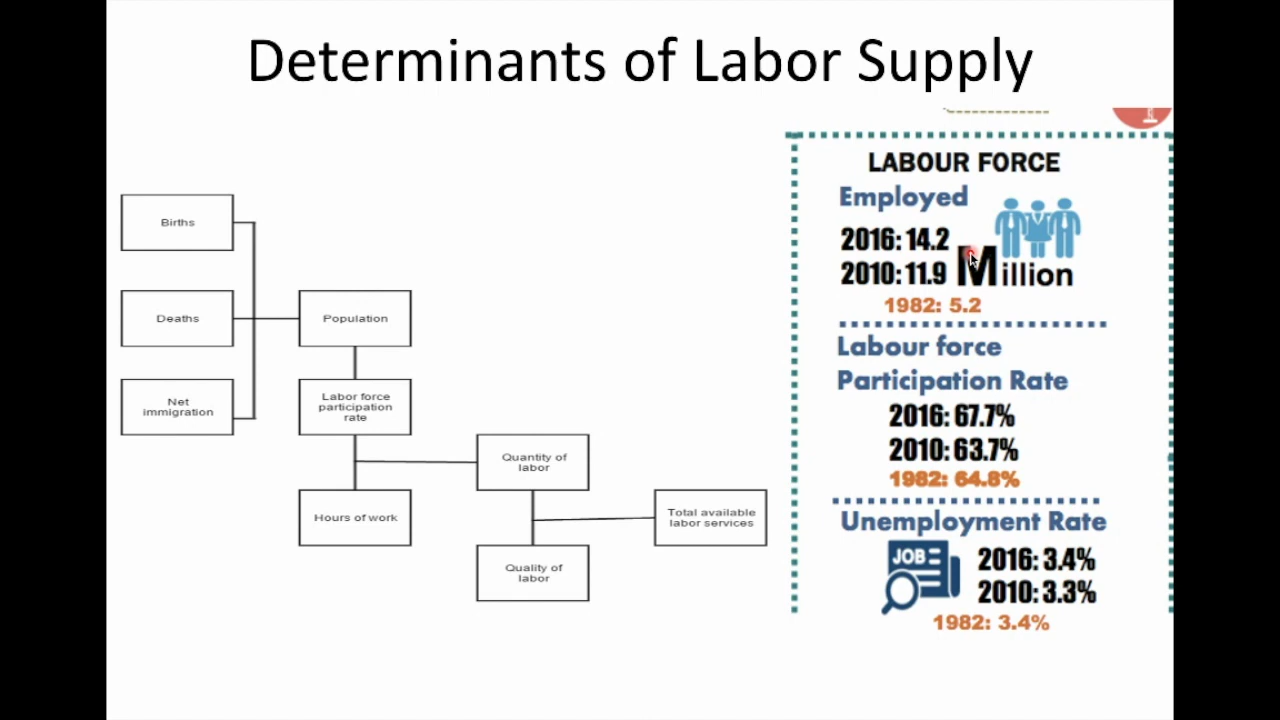 Determinants of Labor Supply
Births
Deaths
Net
immigration
Population
Labor force
participation
rate
Hours of work
Quantity of
labor
Quality of
labor
Total available
labor services
LABOUR FORCE
Employed
2016: 14.2
2010: 11.9 Million
1982: 5.2
Labour force
Participation Rate
2016: 67.7%
2010: 63.7%
1982: 64.8%
Unemployment Rate
JOB
2016: 3.4%
2010: 3.3%
1982: 3.4%